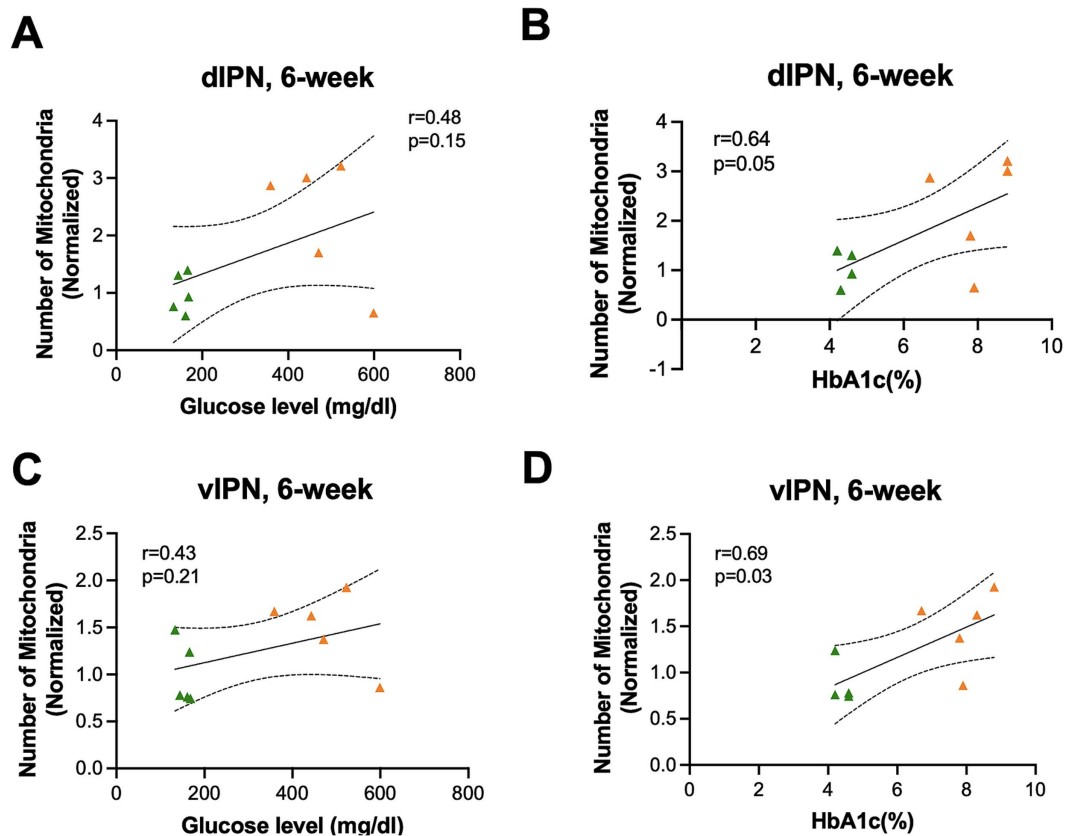 A
dIPN, 6-week
Number of Mitochondria
(Normalized)
r=0.48
p=0.15
4
3
2
1
0
0 200 400 600 800
Glucose level (mg/dl)
B
dIPN, 6-week
Number of Mitochondria
(Normalized)
r=0.64
p=0.05
4
3
2
1
0
-1
2 4 6 8 10
HbA1c(%)
C
vIPN, 6-week
Number of Mitochondria
(Normalized)
r=0.43
p=0.21
2.5
2.0
1.5
1.0
0.5
0.0
0 200 400 600 800
Glucose level (mg/dl)
D
vIPN, 6-week
Number of Mitochondria
(Normalized)
r=0.69
p=0.03
2.5
2.0
1.5
1.0
0.5
0.0
0 2 4 6 8 10
HbA1c(%)